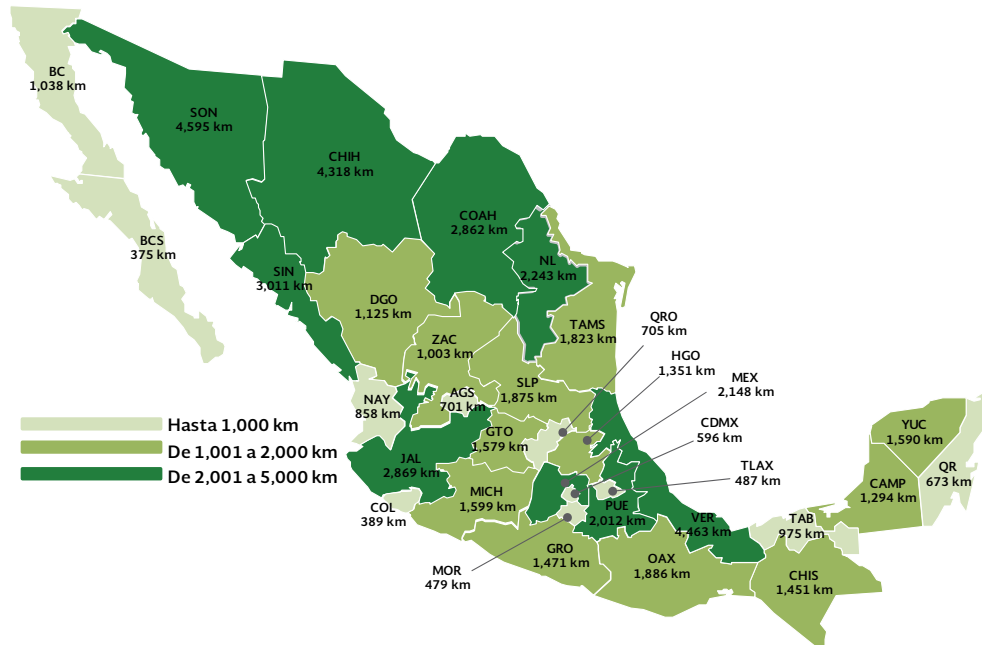 BC
1,038 km
SON
4,595 km
CHIH
4,318 km
COAH
2,862 km
BCS
375 km
NL
2,243 km
SIN
3,011 km
DGO
1,125 km
QRO
705 km
TAMS
1,823 km
ZAC
1,003 km
HGO
1,351 km
MEX
2,148 km
SLP
1,875 km
AGS
701 km
NAY
858 km
CDMX
596 km
Hasta 1,000 km
De 1,001 a 2,000 km
De 2,001 a 5,000 km
GTO
1,579 km
YUC
1,590 km
JAL
2,869 km
TLAX
487 km
QR
673 km
CAMP
1,294 km
MICH
1,599 km
COL
389 km
PUE
2,012 km
VER
4,463 km
TAB
975 km
GRO
1,471 km
OAX
1,886 km
MOR
479 km
CHIS
1,451 km